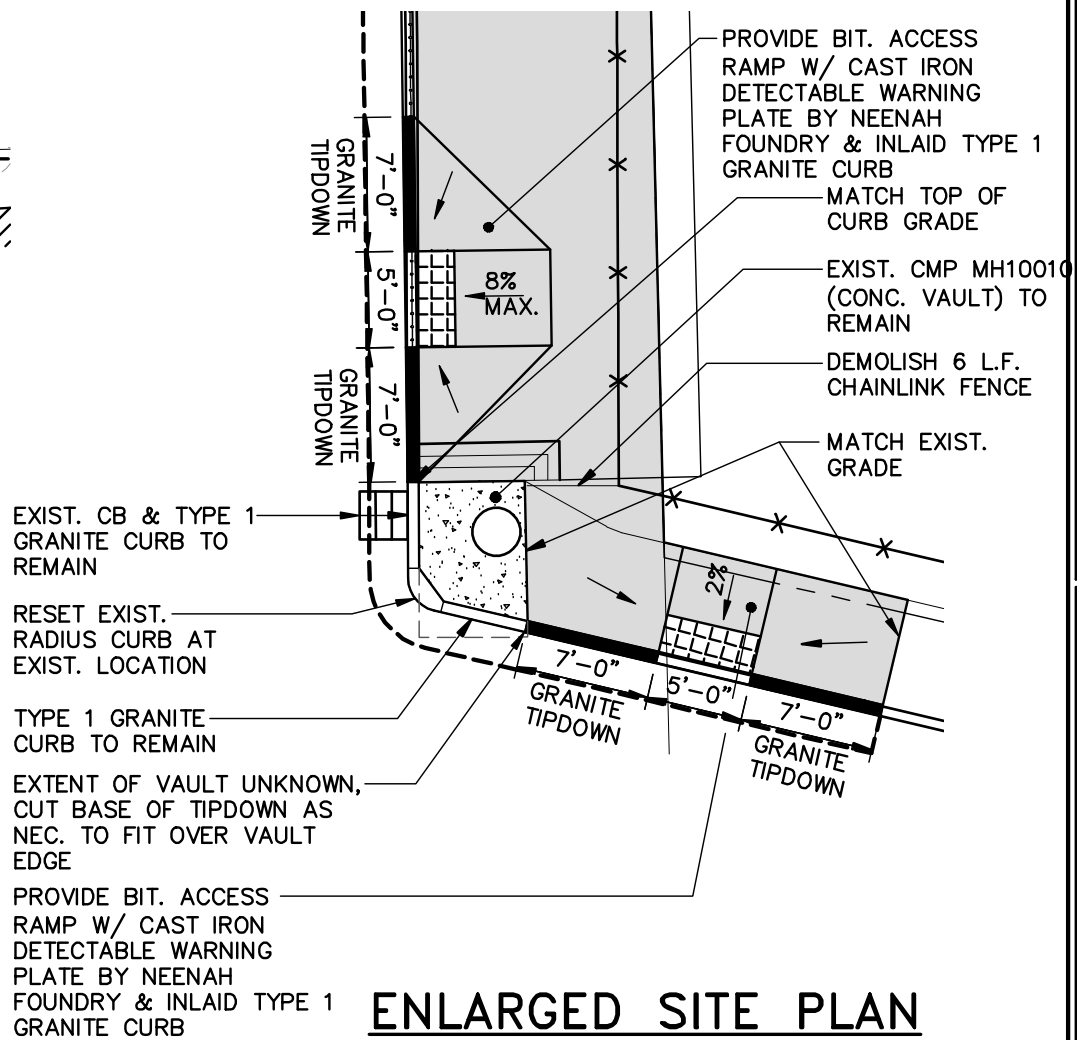 PROVIDE BIT. ACCESS
RAMP W/ CAST IRON
DETECTABLE WARNING
PLATE BY NEENAH
FOUNDRY & INLAID TYPE 1
GRANITE CURB
MATCH TOP OF
CURB GRADE
EXIST. CMP MH10010
(CONC. VAULT) TO
REMAIN
DEMOLISH 6 L.F.
CHAINLINK FENCE
MATCH EXIST.
GRADE
7'-0"
GRANITE
TIPDOWN
5'-0"
8%
MAX.
7'-0"
GRANITE
TIPDOWN
EXIST. CB & TYPE 1
GRANITE CURB TO
REMAIN
RESET EXIST.
RADIUS CURB AT
EXIST. LOCATION
TYPE 1 GRANITE
CURB TO REMAIN
EXTENT OF VAULT UNKNOWN,
CUT BASE OF TIPDOWN AS
NEC. TO FIT OVER VAULT
EDGE
PROVIDE BIT. ACCESS
RAMP W/ CAST IRON
DETECTABLE WARNING
PLATE BY NEENAH
FOUNDRY & INLAID TYPE 1
GRANITE CURB
2%
7'-0"
GRANITE
TIPDOWN
5'-0"
7'-0"
GRANITE
TIPDOWN
ENLARGED SITE PLAN